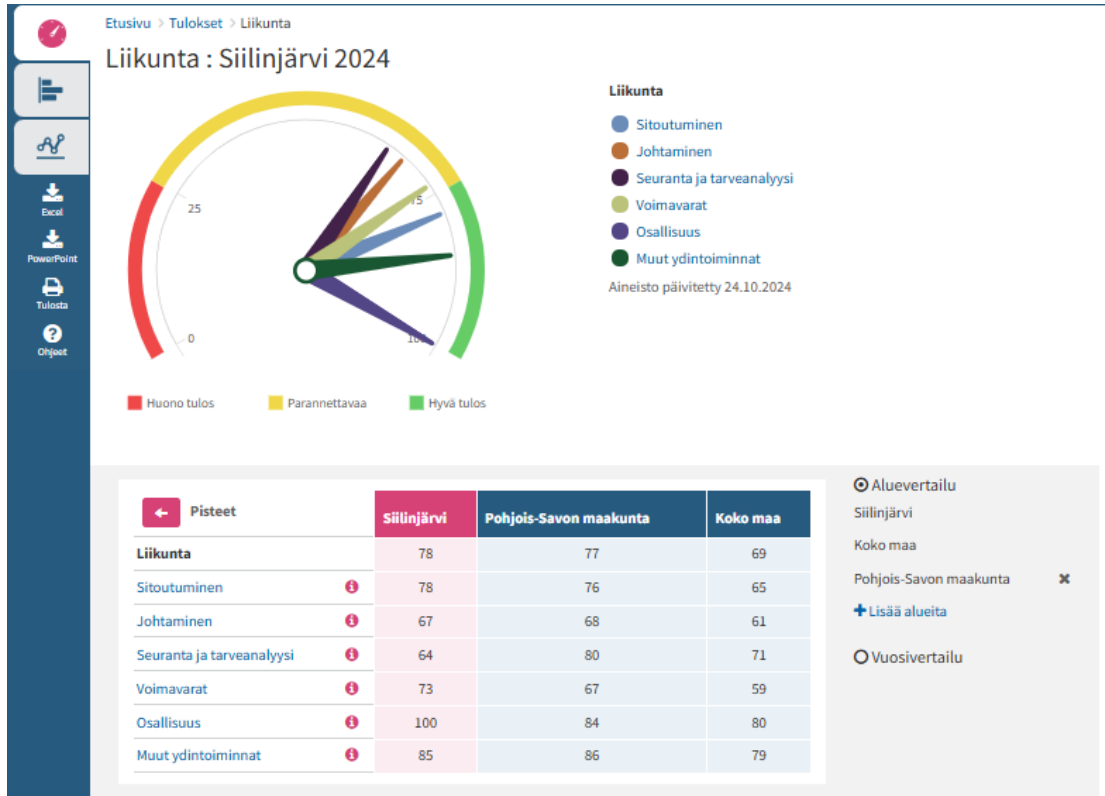 Etusivu > Tulokset > Liikunta
Liikunta : Siilinjärvi 2024
Excel
PowerPoint
Tulosta
Ohjeet
0
25
75
100
Huono tulos
Parannettavaa
Hyvä tulos
Liikunta
Sitoutuminen
Johtaminen
Seuranta ja tarveanalyysi
Voimavarat
Osallisuus
Muut ydintoiminnat
Aineisto päivitetty 24.10.2024
Pisteet Siilinjärvi Pohjois-Savon maakunta Koko maa
Liikunta 78 77 69
Sitoutuminen 78 76 65
Johtaminen 67 68 61
Seuranta ja tarveanalyysi 64 80 71
Voimavarat 73 67 59
Osallisuus 100 84 80
Muut ydintoiminnat 85 86 79
Aluevertailu
Siilinjärvi
Koko maa
Pohjois-Savon maakunta
Lisää alueita
Vuosivertailu